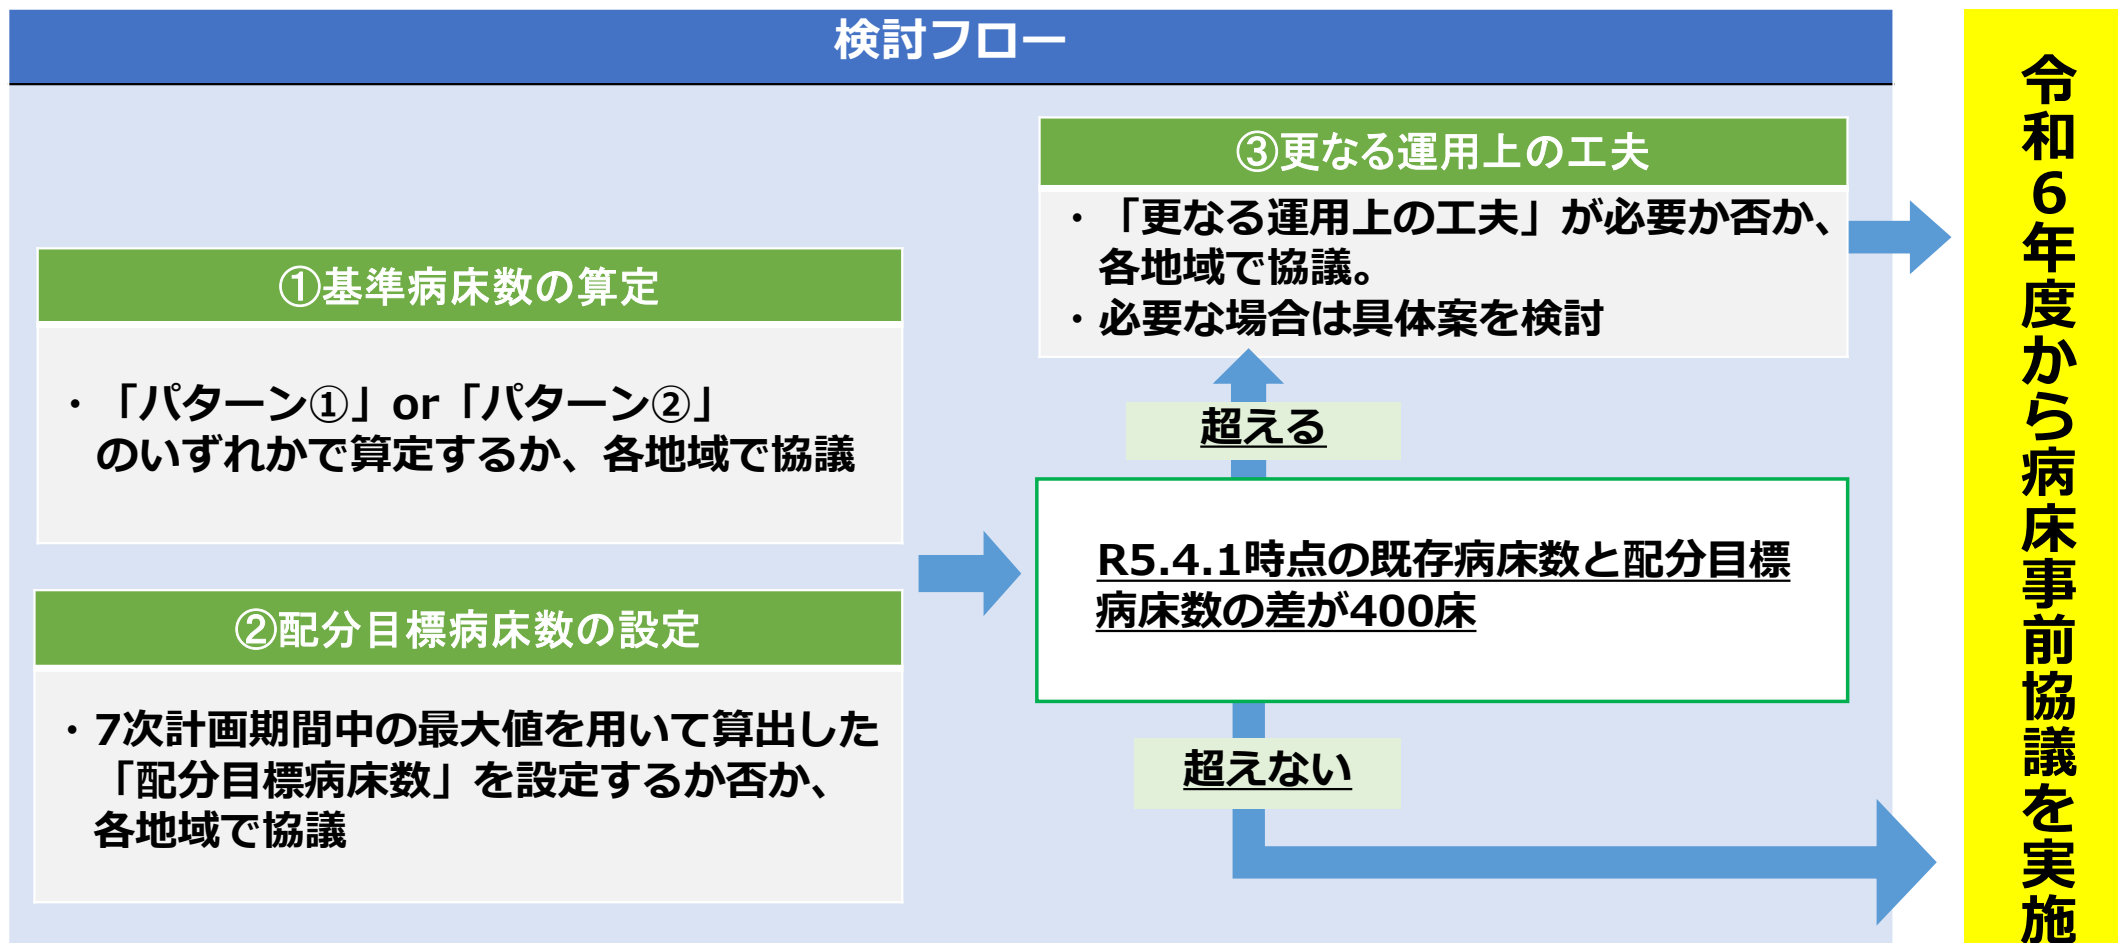 検討フロー
①基準病床数の算定
・「パターン①」or「パターン②」
のいずれかで算定するか、各地域で協議
②配分目標病床数の設定
・7次計画期間中の最大値を用いて算出した
「配分目標病床数」を設定するか否か、
各地域で協議
③更なる運用上の工夫
・「更なる運用上の工夫」が必要か否か、
各地域で協議。
・必要な場合は具体案を検討
超える
R5.4.1時点の既存病床数と配分目標
病床数の差が400床
超えない
令和６年度から病床事前協議を実施